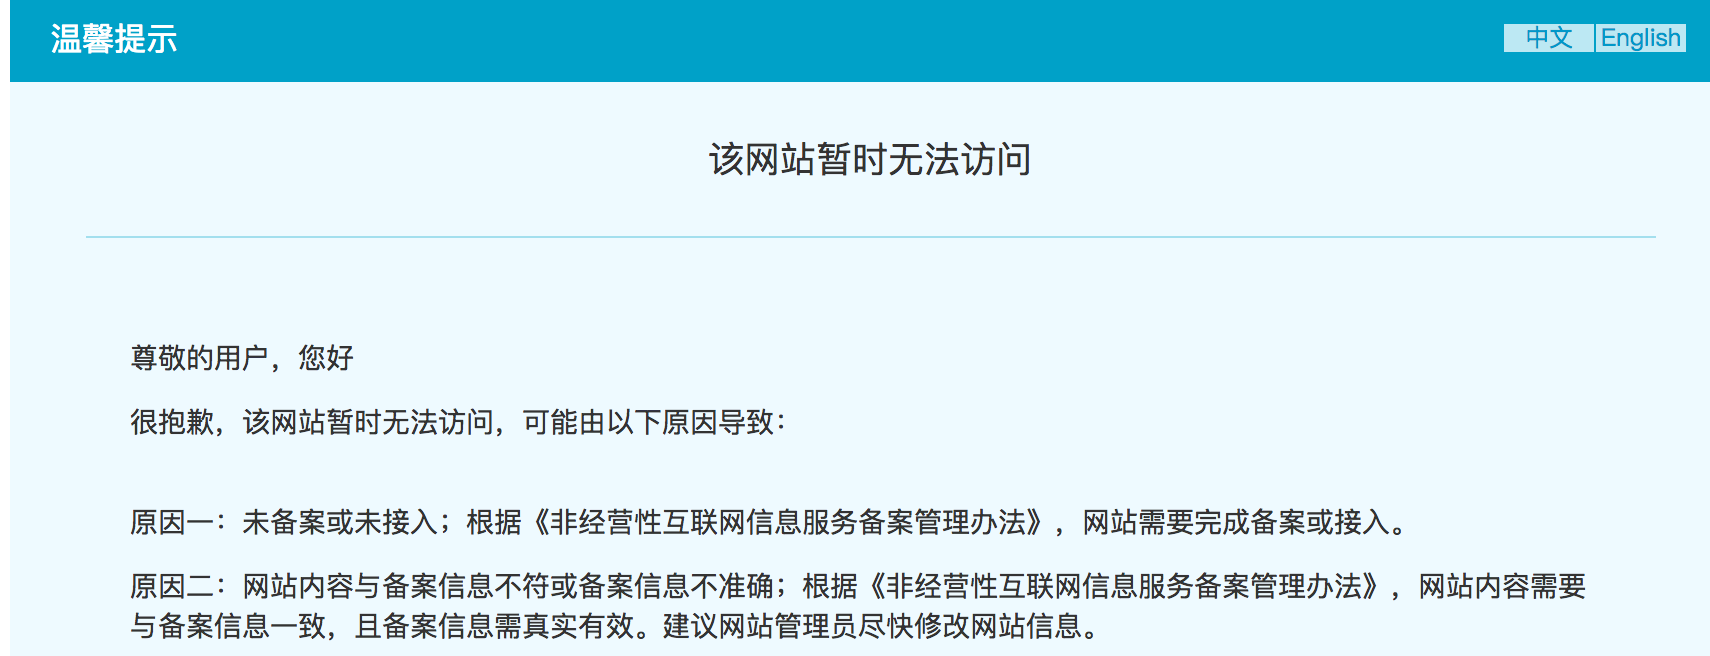 温馨提示
中文 English
该网站暂时无法访问
尊敬的用户，您好
很抱歉，该网站暂时无法访问，可能由以下原因导致：
原因一：未备案或未接入；根据《非经营性互联网信息服务备案管理办法》，网站需要完成备案或接入。
原因二：网站内容与备案信息不符或备案信息不准确；根据《非经营性互联网信息服务备案管理办法》，网站内容需要
与备案信息一致，且备案信息需真实有效。建议网站管理员尽快修改网站信息。